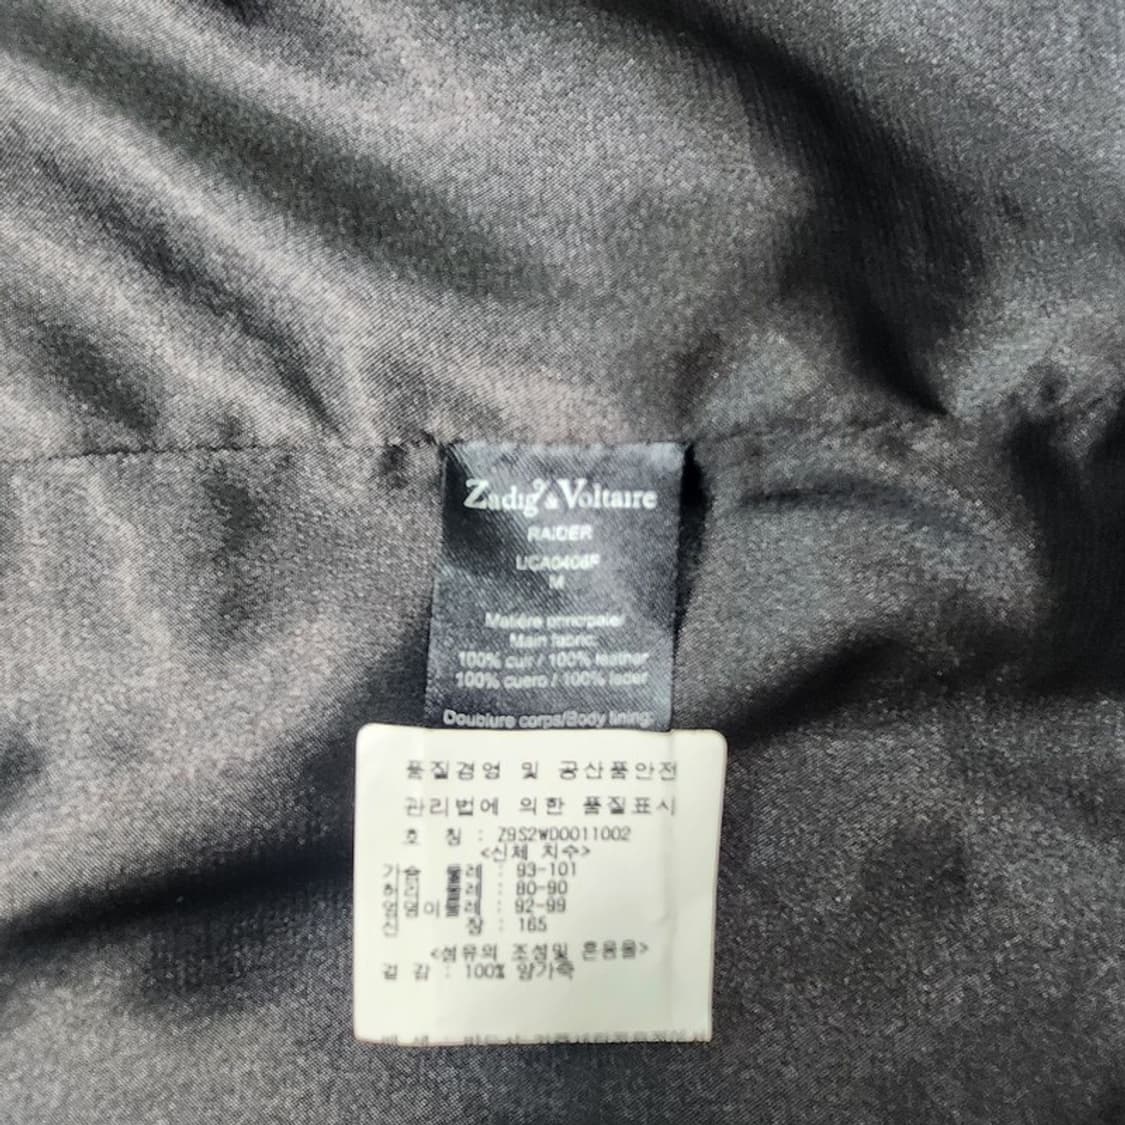 Zadig & Voltaire
RAIDER
UCA0406F
M
Matière principale/
Main fabric:
100% cuir / 100% leather
100% cuero / 100% leder
Doublure corps/Body lining:
품질경영 및 공산품안전
관리법에 의한 품질표시
호 칭 : Z9S2WD0011002
<신체 치수>
가슴 둘레 : 93-101
허리 둘레 : 80-90
엉덩이둘레 : 92-99
신 장 : 165
<섬유의 조성및 혼용율>
겉 감 : 100% 양가죽